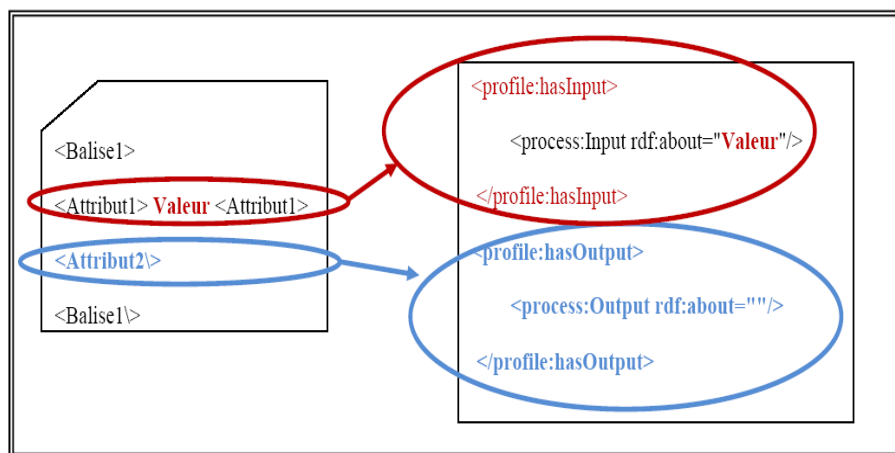 <Balise1>
<Attribut1> Valeur <Attribut1>
<Attribut2\>
<Balise1\>
<profile:hasInput>
<process:Input rdf:about="Valeur"/>
</profile:hasInput>
<profile:hasOutput>
<process:Output rdf:about=""/>
</profile:hasOutput>